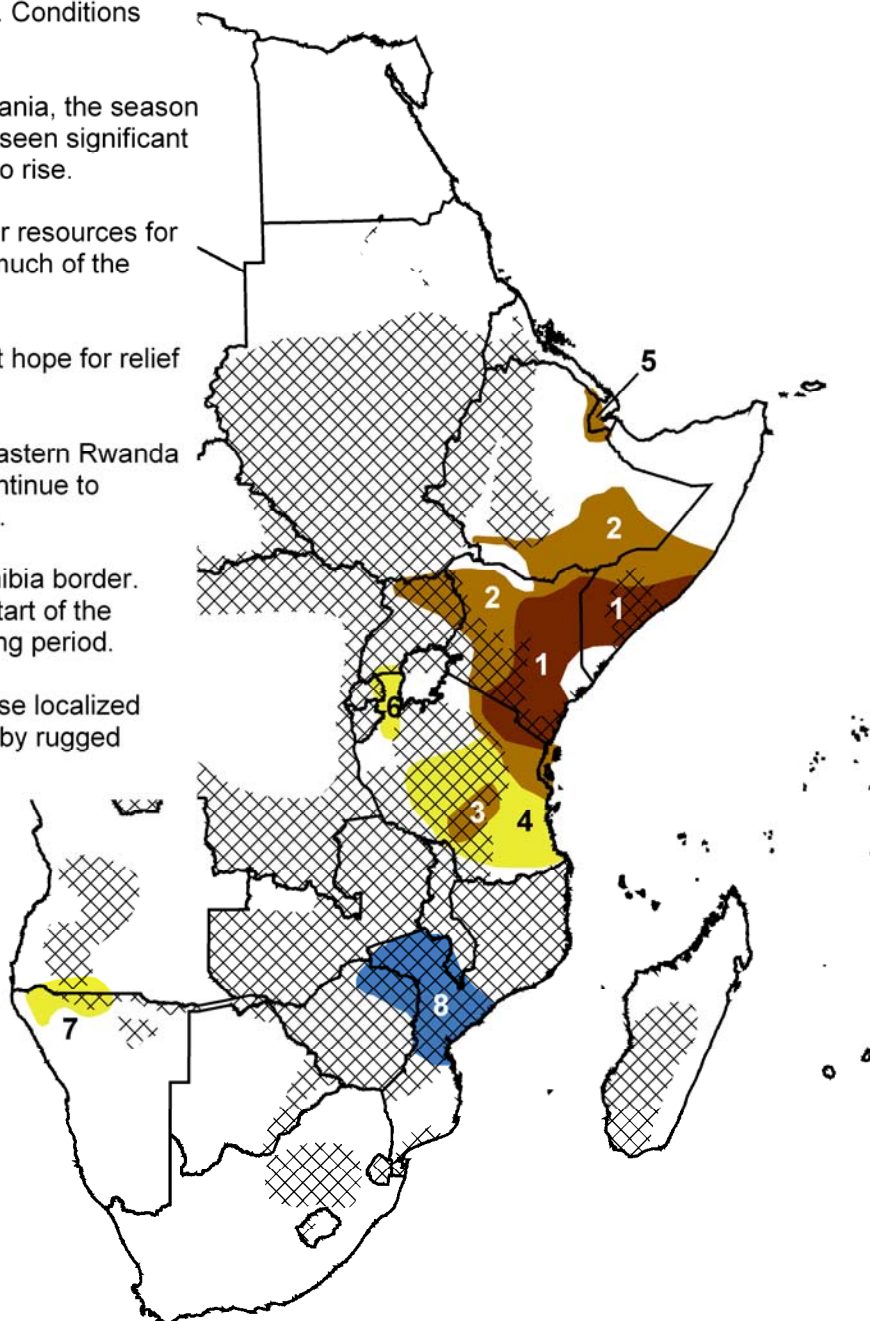 . Conditions
ania, the season
seen significant
o rise.
r resources for
much of the
t hope for relief
astern Rwanda
ntinue to
.
ibia border.
tart of the
ng period.
se localized
by rugged
5
2
2
1
1
6
3
4
8
7